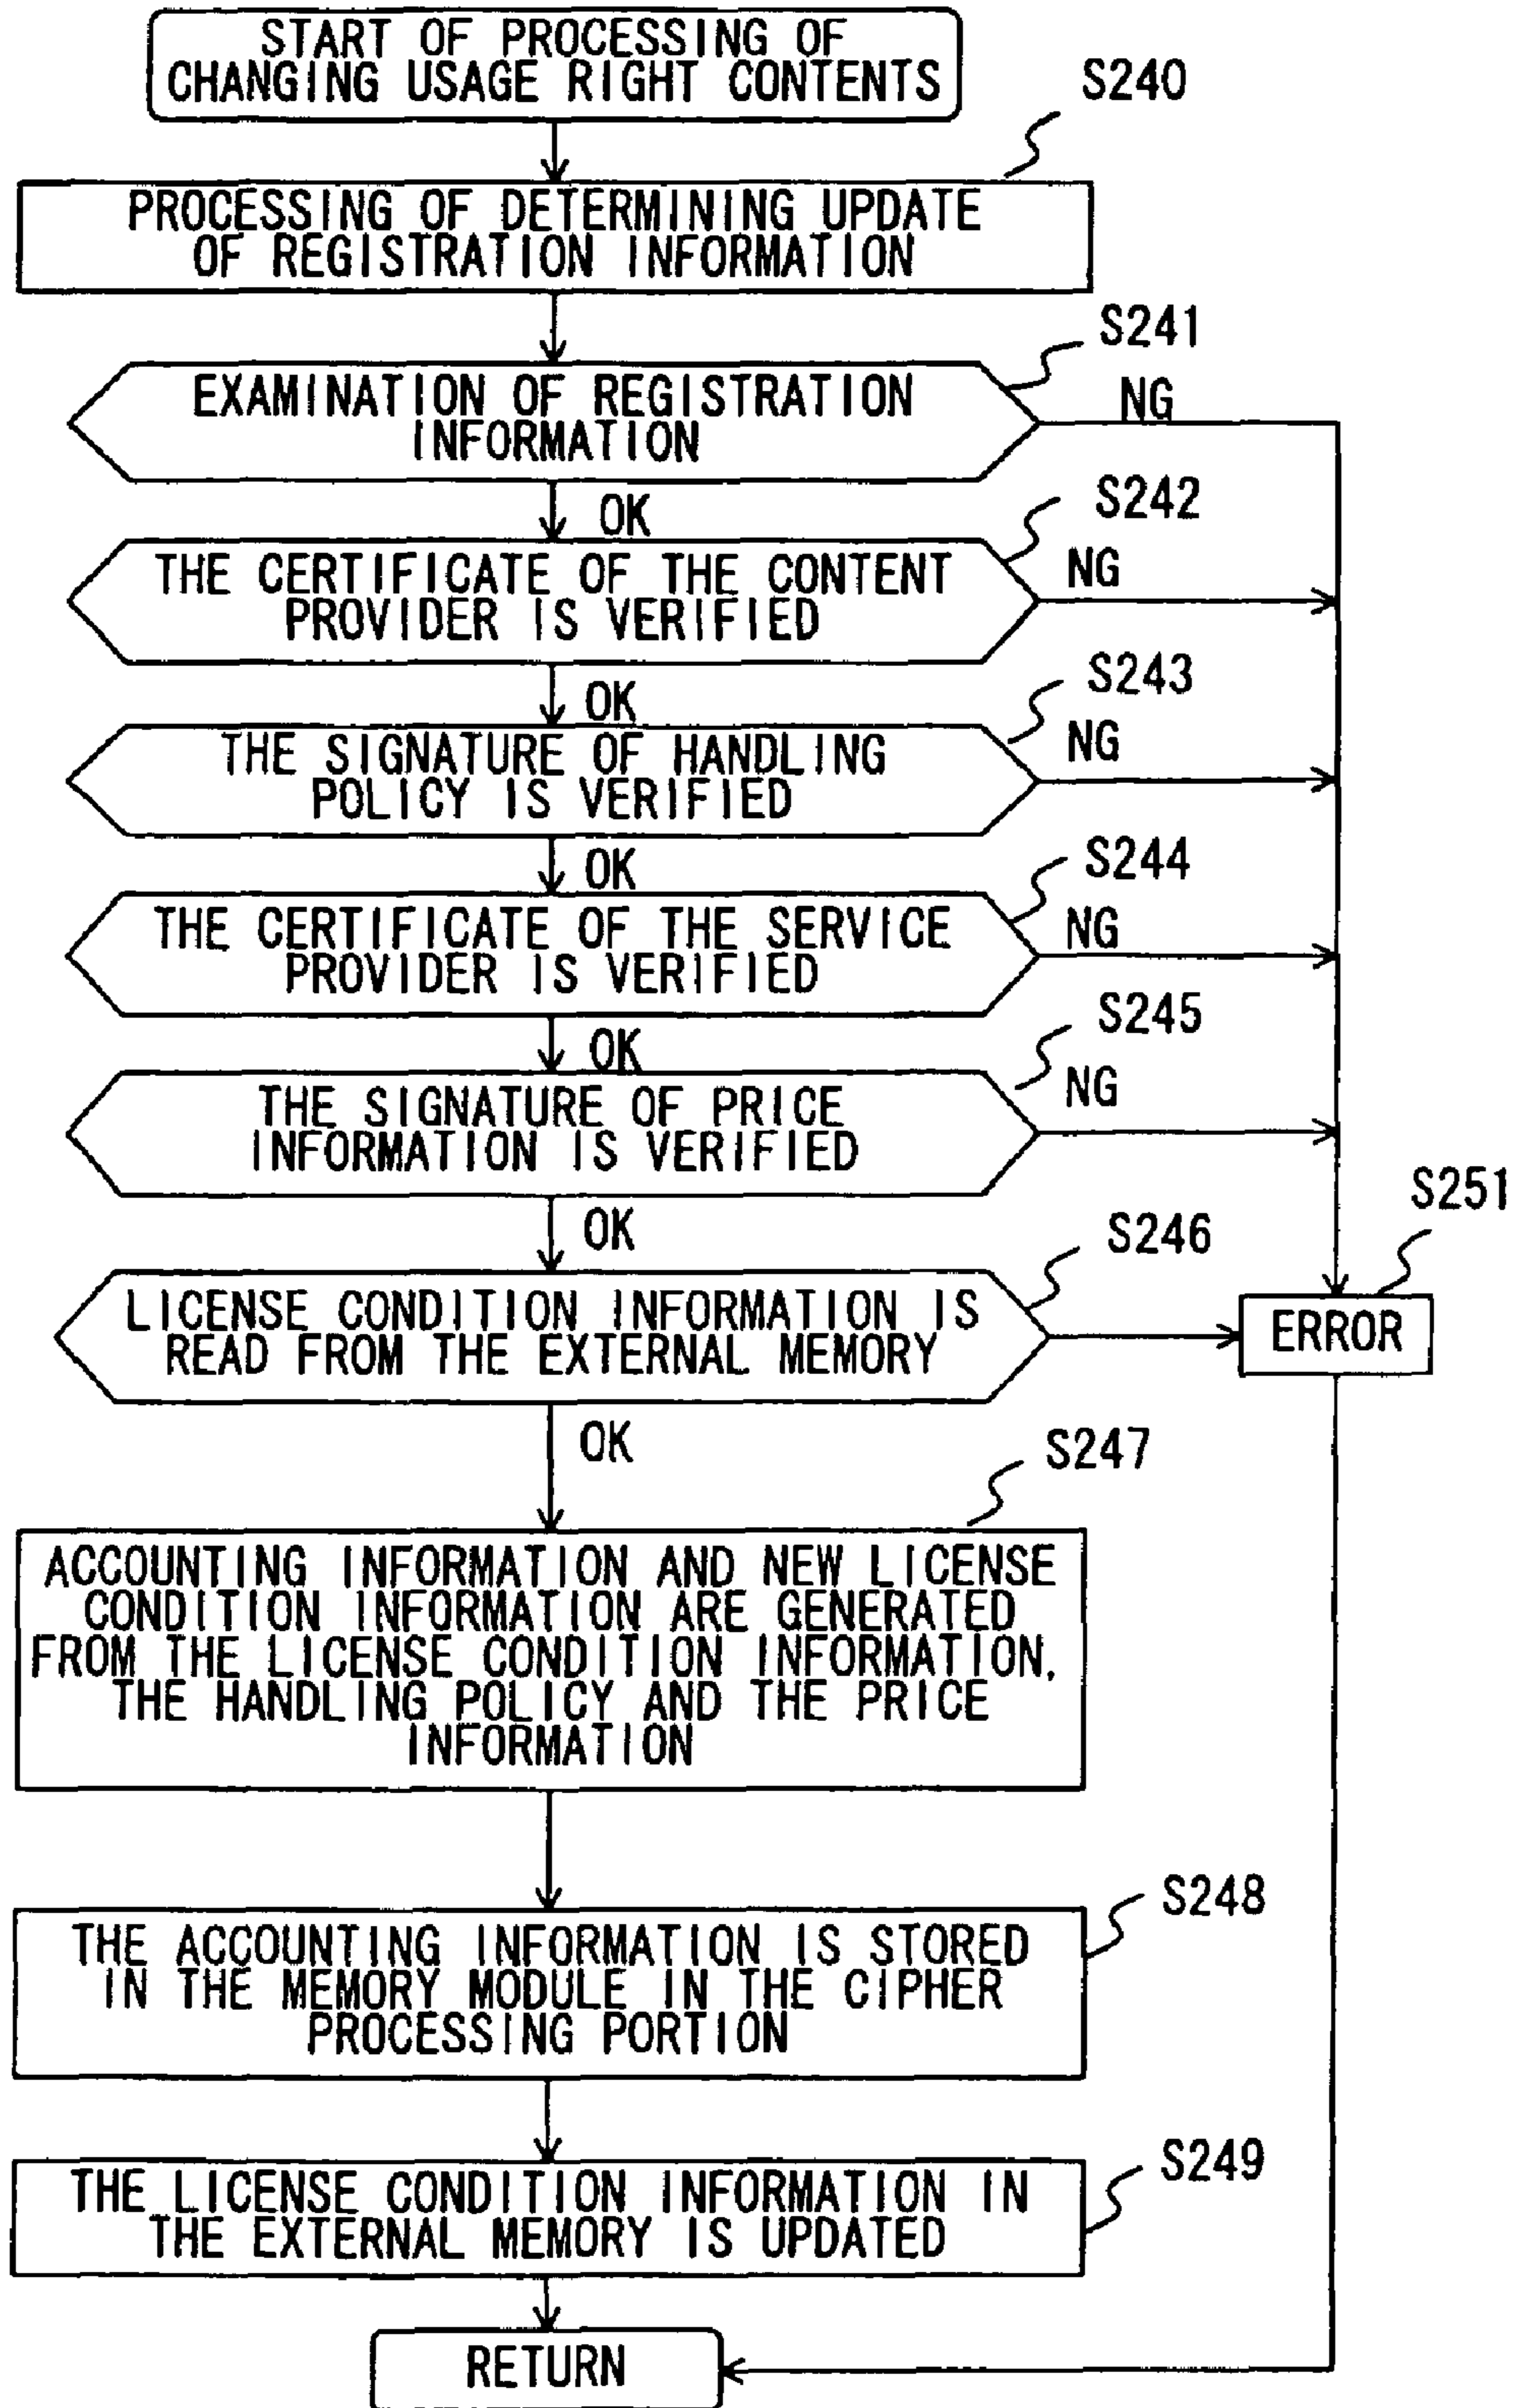 START OF PROCESSING OF
CHANGING USAGE RIGHT CONTENTS
S240
PROCESSING OF DETERMINING UPDATE
OF REGISTRATION INFORMATION
S241
EXAMINATION OF REGISTRATION
INFORMATION
NG
OK
S242
THE CERTIFICATE OF THE CONTENT
PROVIDER IS VERIFIED
NG
OK
S243
THE SIGNATURE OF HANDLING
POLICY IS VERIFIED
NG
OK
S244
THE CERTIFICATE OF THE SERVICE
PROVIDER IS VERIFIED
NG
OK
S245
THE SIGNATURE OF PRICE
INFORMATION IS VERIFIED
NG
OK
S246
LICENSE CONDITION INFORMATION IS
READ FROM THE EXTERNAL MEMORY
S251
ERROR
OK
S247
ACCOUNTING INFORMATION AND NEW LICENSE
CONDITION INFORMATION ARE GENERATED
FROM THE LICENSE CONDITION INFORMATION,
THE HANDLING POLICY AND THE PRICE
INFORMATION
S248
THE ACCOUNTING INFORMATION IS STORED
IN THE MEMORY MODULE IN THE CIPHER
PROCESSING PORTION
S249
THE LICENSE CONDITION INFORMATION IN
THE EXTERNAL MEMORY IS UPDATED
RETURN